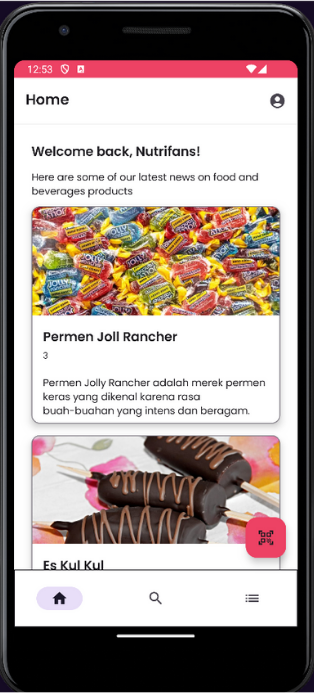 12:53
Home
Welcome back, Nutrifans!
Here are some of our latest news on food and
beverages products
JOLLY
Permen Joll Rancher
3
Permen Jolly Rancher adalah merek permen
keras yang dikenal karena rasa
buah-buahan yang intens dan beragam.
Es Kul Kul